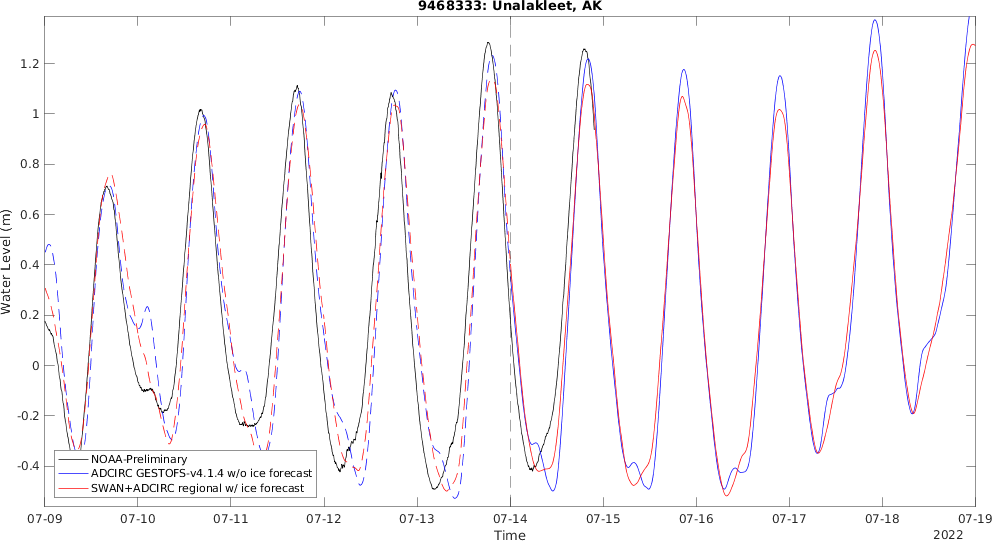 9468333: Unalakleet, AK
1.2
1
0.8
0.6
0.4
0.2
0
-0.2
-0.4
Water Level (m)
NOAA-Preliminary
ADCIRC GESTOFS-v4.1.4 w/o ice forecast
SWAN+ADCIRC regional w/ ice forecast
07-09 07-10 07-11 07-12 07-13 07-14 07-15 07-16 07-17 07-18 07-19
Time
2022